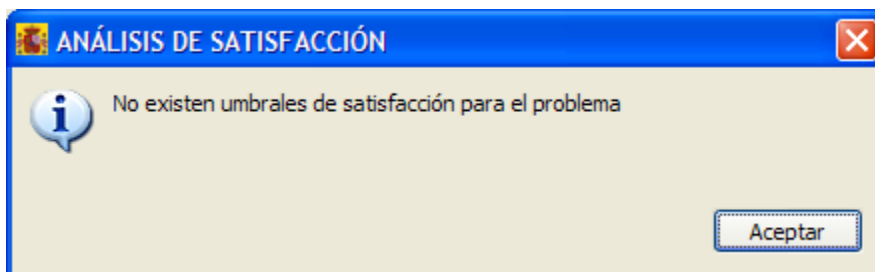 ANÁLISIS DE SATISFACCIÓN
No existen umbrales de satisfacción para el problema
Aceptar